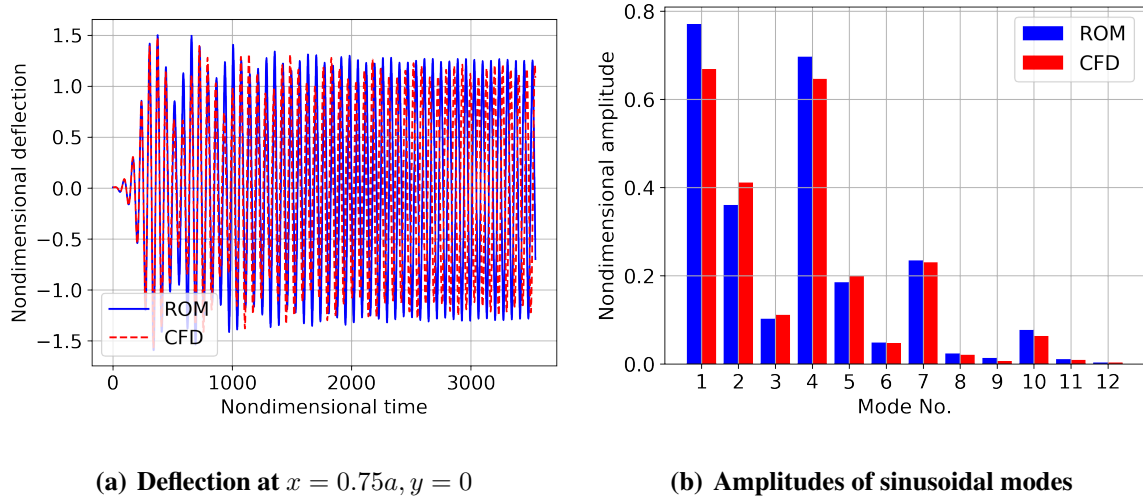 1.5
1.0
0.5
0.0
−0.5
−1.0
−1.5
Nondimensional deflection
ROM
CFD
0
1000
2000
3000
Nondimensional time
(a) Deflection at x = 0.75a, y = 0
0.8
0.6
0.4
0.2
0.0
Nondimensional amplitude
ROM
CFD
1 2 3 4 5 6 7 8 9 10 11 12
Mode No.
(b) Amplitudes of sinusoidal modes